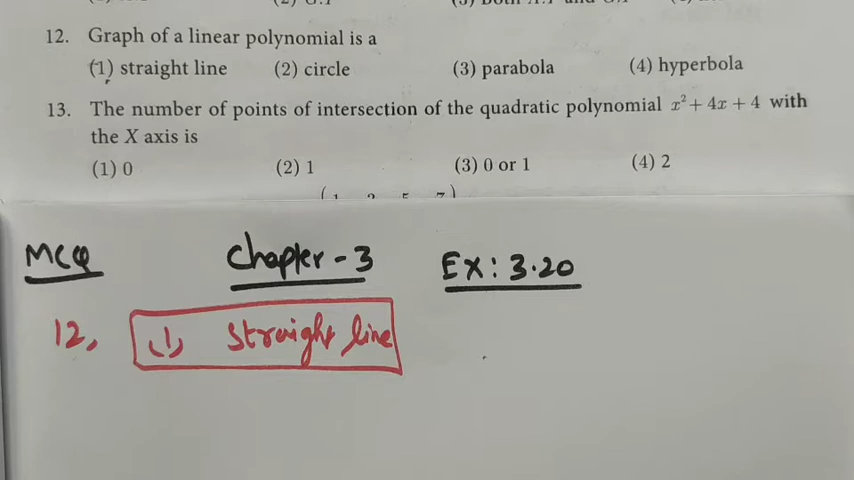 12. Graph of a linear polynomial is a
(1) straight line (2) circle (3) parabola (4) hyperbola
13. The number of points of intersection of the quadratic polynomial x² + 4x + 4 with
the X axis is
(1) 0 (2) 1 (3) 0 or 1 (4) 2
MCQ Chapter - 3 EX: 3.20
12, (1) Straight line